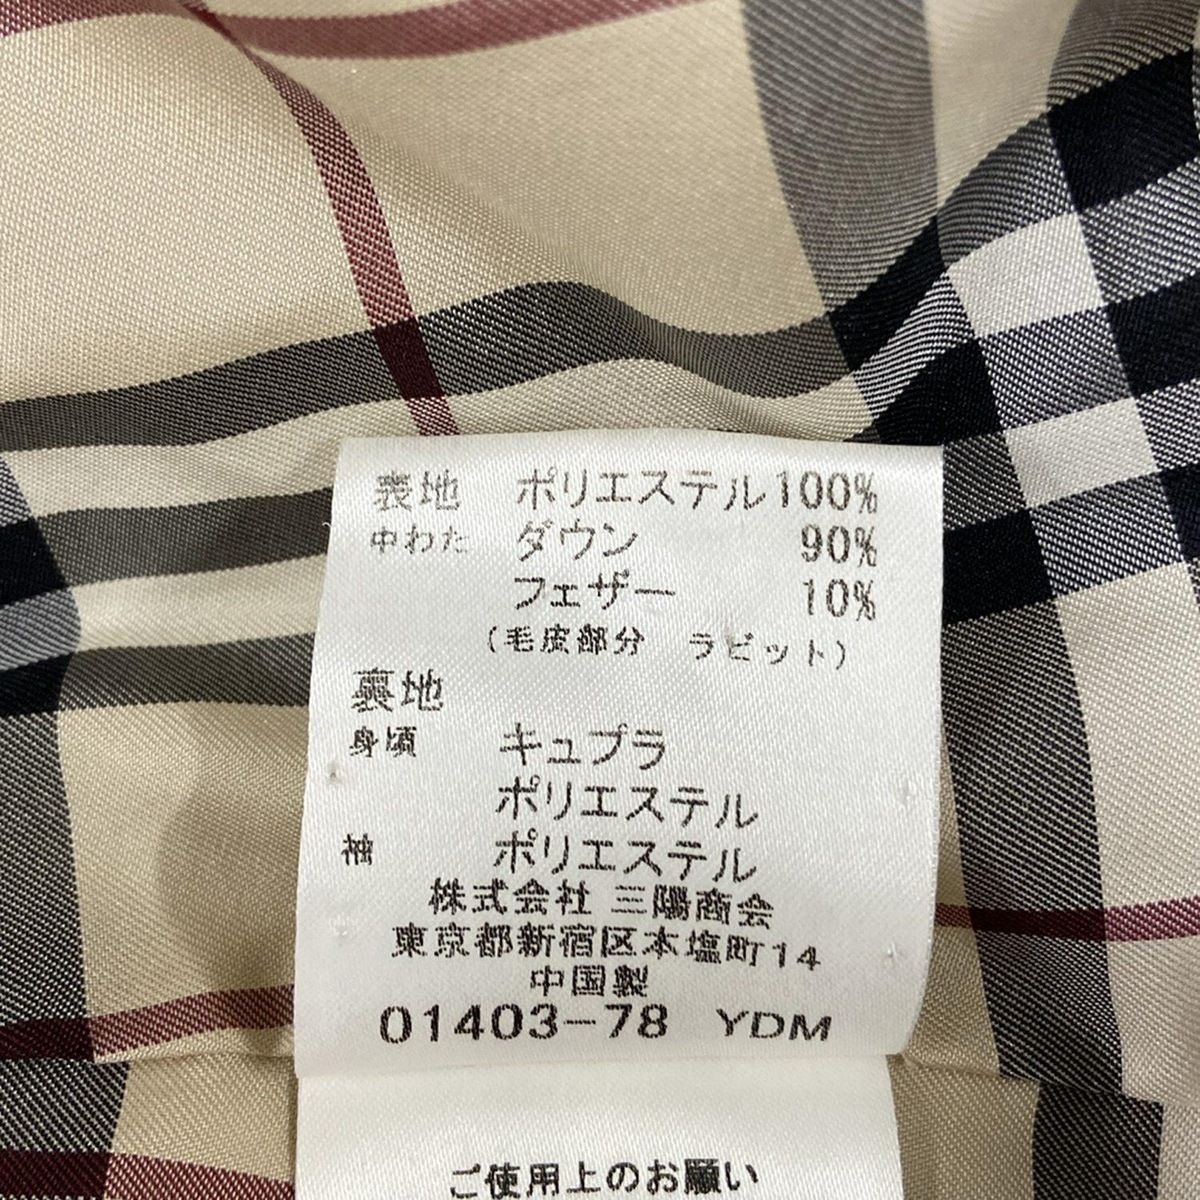 表地 ポリエステル100%
中わた ダウン 90%
フェザー 10%
(毛皮部分 ラビット)
裏地
身頃 キュプラ
ポリエステル
袖 ポリエステル
株式会社 三陽商会
東京都新宿区本塩町14
中国製
01403-78 YDM
ご使用上のお願い